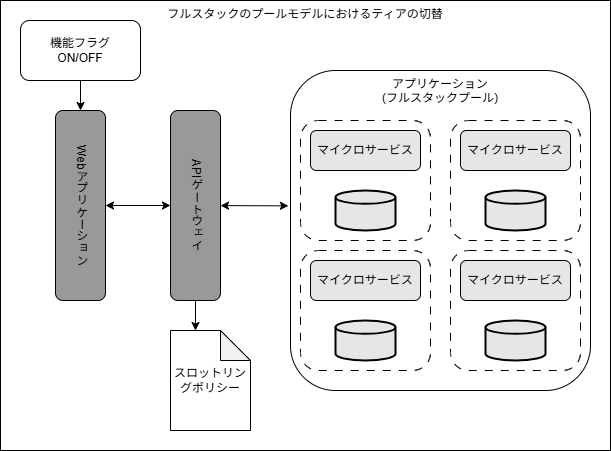 フルスタックのプールモデルにおけるティアの切替
機能フラグ
ON/OFF
Webアプリケーション
APIゲートウェイ
スロットリン
グポリシー
アプリケーション
(フルスタックプール)
マイクロサービス
マイクロサービス
マイクロサービス
マイクロサービス